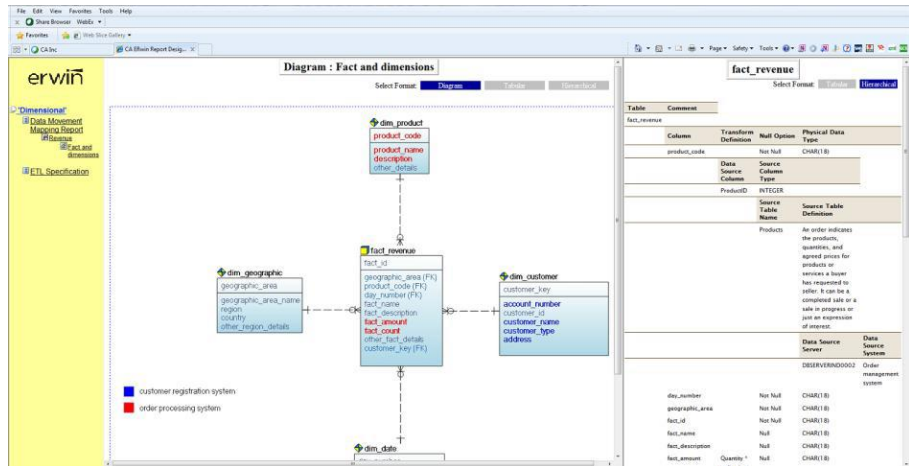 File Edit View Favorites Tools Help
x Share Browser WebEx
Favorites Web Slice Gallery
CA Inc CA ERwin Report Desig... x
Page Safety Tools
erwin
'Dimensional'
Data Movement
Mapping Report
Revenue
Fact and
dimensions
ETL Specification
Diagram : Fact and dimensions
Select Format: Diagram Tabular Hierarchical
dim_product
product_code
product_name
description
other_details
fact_revenue
fact_id
geographic_area (FK)
product_code (FK)
day_number (FK)
fact_name
fact_description
fact_amount
fact_count
other_fact_details
customer_key (FK)
dim_geographic
geographic_area
geographic_area_name
region
country
other_region_details
dim_customer
customer_key
account_number
customer_id
customer_name
customer_type
address
customer registration system
order processing system
dim_date
fact_revenue
Select Format: Tabular Hierarchical
Table Comment
fact_revenue
Column Transform Definition Null Option Physical Data Type
product_code Not Null CHAR(18)
Data Source Column Source Column Type
ProductID INTEGER
Source Table Name Source Table Definition
Products An order indicates
the products,
quantities, and
agreed prices for
products or
services a buyer
has requested to
seller. It can be a
completed sale or a
sale in progress or
just an expression
of interest.
Data Source Server Data Source System
DBSERVERIND0002 Order management system
day_number Not Null CHAR(18)
geographic_area Not Null CHAR(18)
fact_id Not Null CHAR(18)
fact_name Null CHAR(18)
fact_description Null CHAR(18)
fact_amount Quantity * Null CHAR(18)